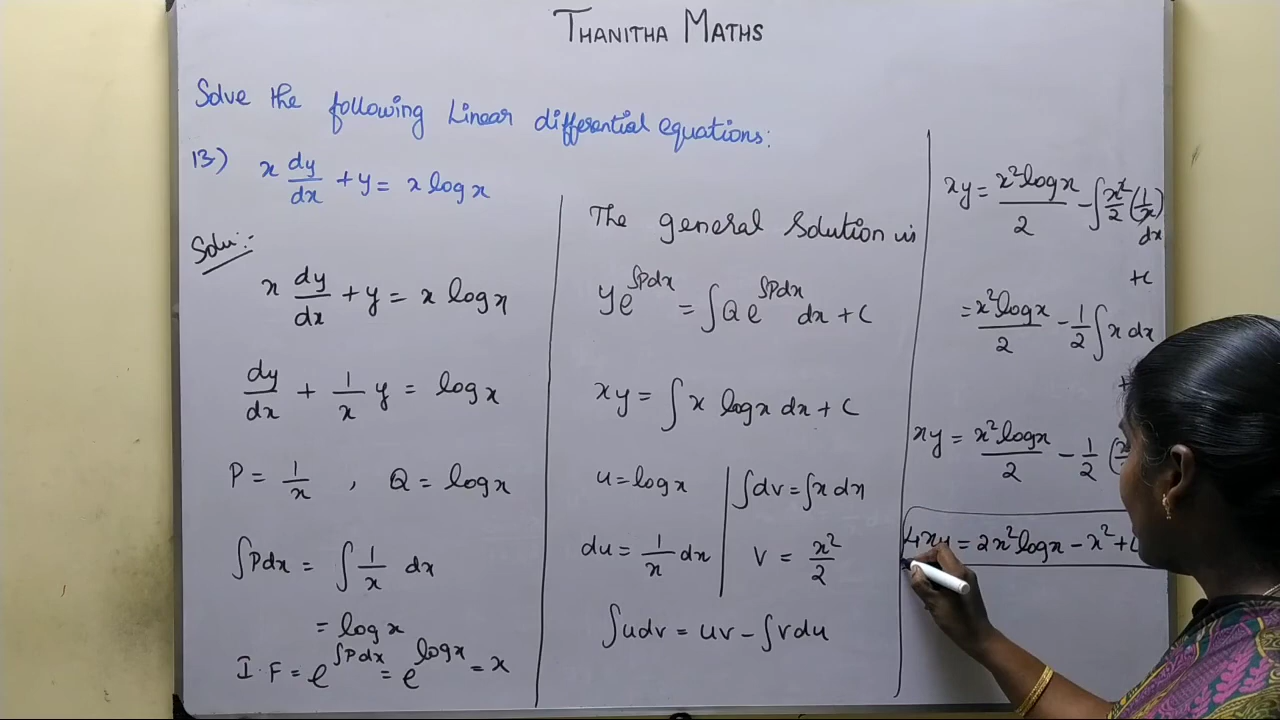 THANITHA MATHS
Solve the following Linear differential equations:
13) x dy/dx + y = x log x
Solu:-
x dy/dx + y = x log x
dy/dx + 1/x y = log x
P = 1/x , Q = log x
∫Pdx = ∫ 1/x dx
= log x
I.F = e^∫Pdx = e^log x = x
The general solution is
ye^∫Pdx = ∫Q e^∫Pdx dx + C
xy = ∫ x log x dx + C
u = log x | ∫dv = ∫x dx
du = 1/x dx | V = x²/2
∫udv = uv - ∫vdu
xy = x² log x / 2 - ∫ x²/2 (1/x) dx
+c
= x² log x / 2 - 1/2 ∫ x dx
+
xy = x² log x / 2 - 1/2 (
4xy = 2x² log x - x² +